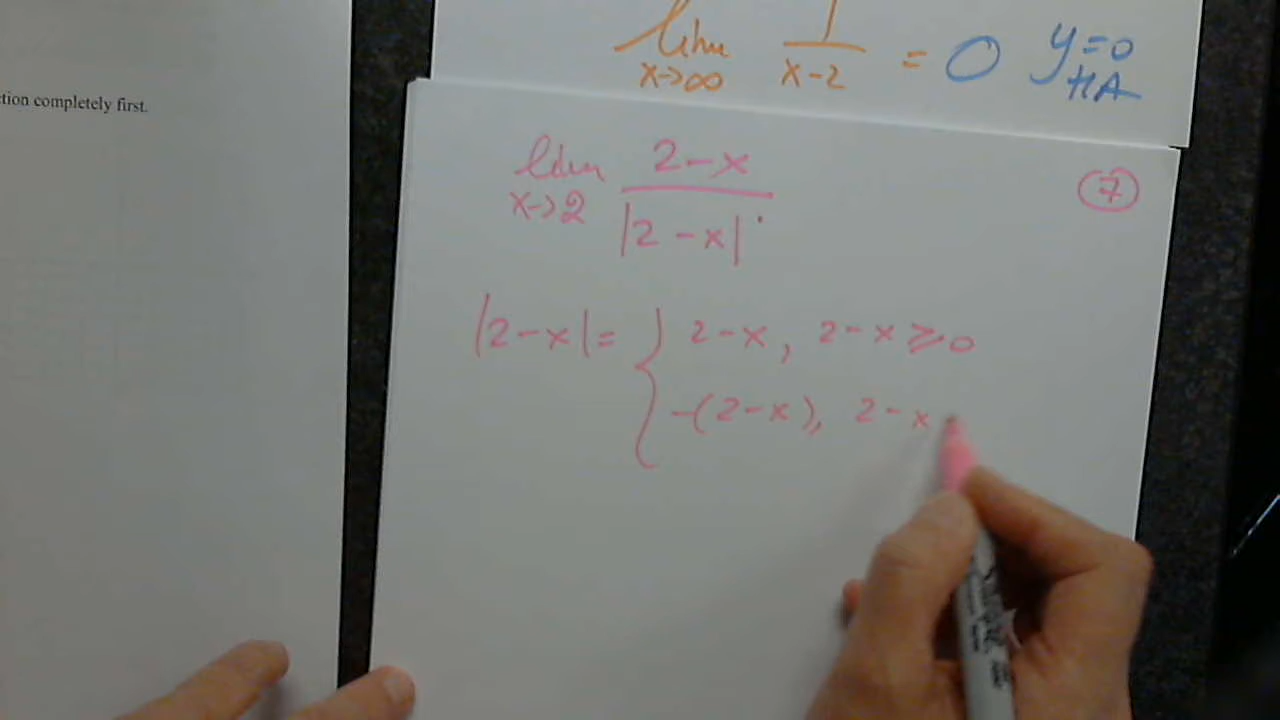 ction completely first.
lim 1/(x-2) = 0 y=0
x→∞ HA
lim (2-x)/|2-x|
x→2
7
|2-x| = { 2-x, 2-x ≥ 0
-(2-x), 2-x